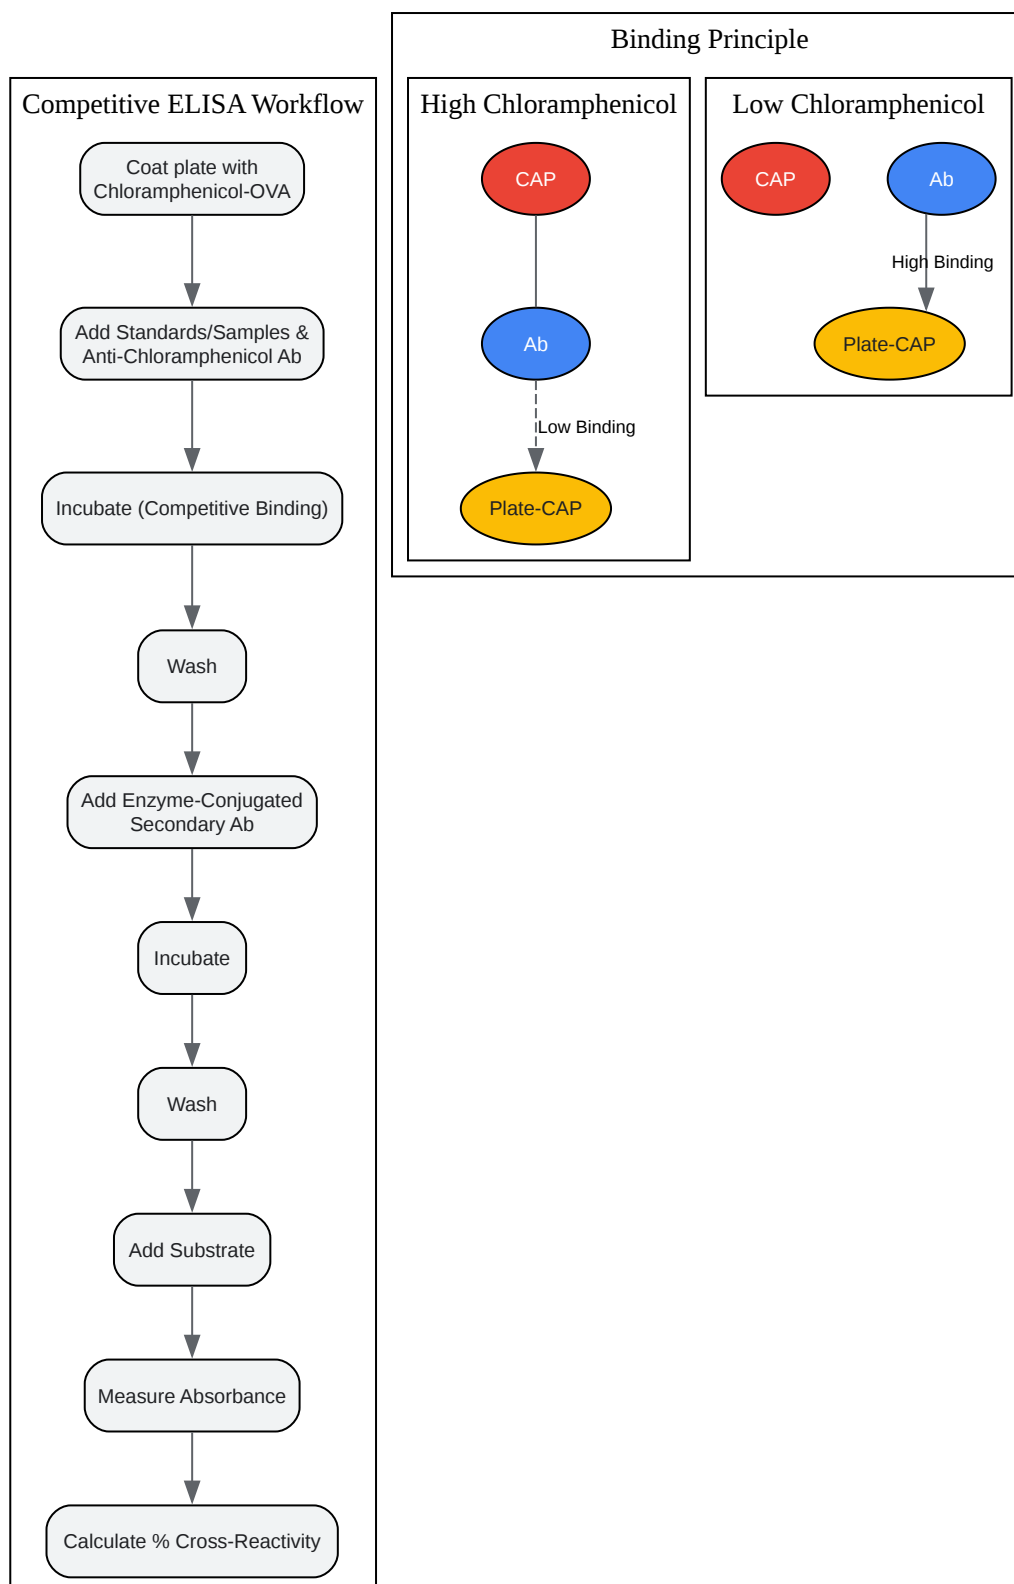 Competitive ELISA Workflow
Coat plate with
Chloramphenicol-OVA
Add Standards/Samples &
Anti-Chloramphenicol Ab
Incubate (Competitive Binding)
Wash
Add Enzyme-Conjugated
Secondary Ab
Incubate
Wash
Add Substrate
Measure Absorbance
Calculate % Cross-Reactivity
Binding Principle
High Chloramphenicol
CAP
Ab
Low Binding
Plate-CAP
Low Chloramphenicol
CAP
Ab
High Binding
Plate-CAP